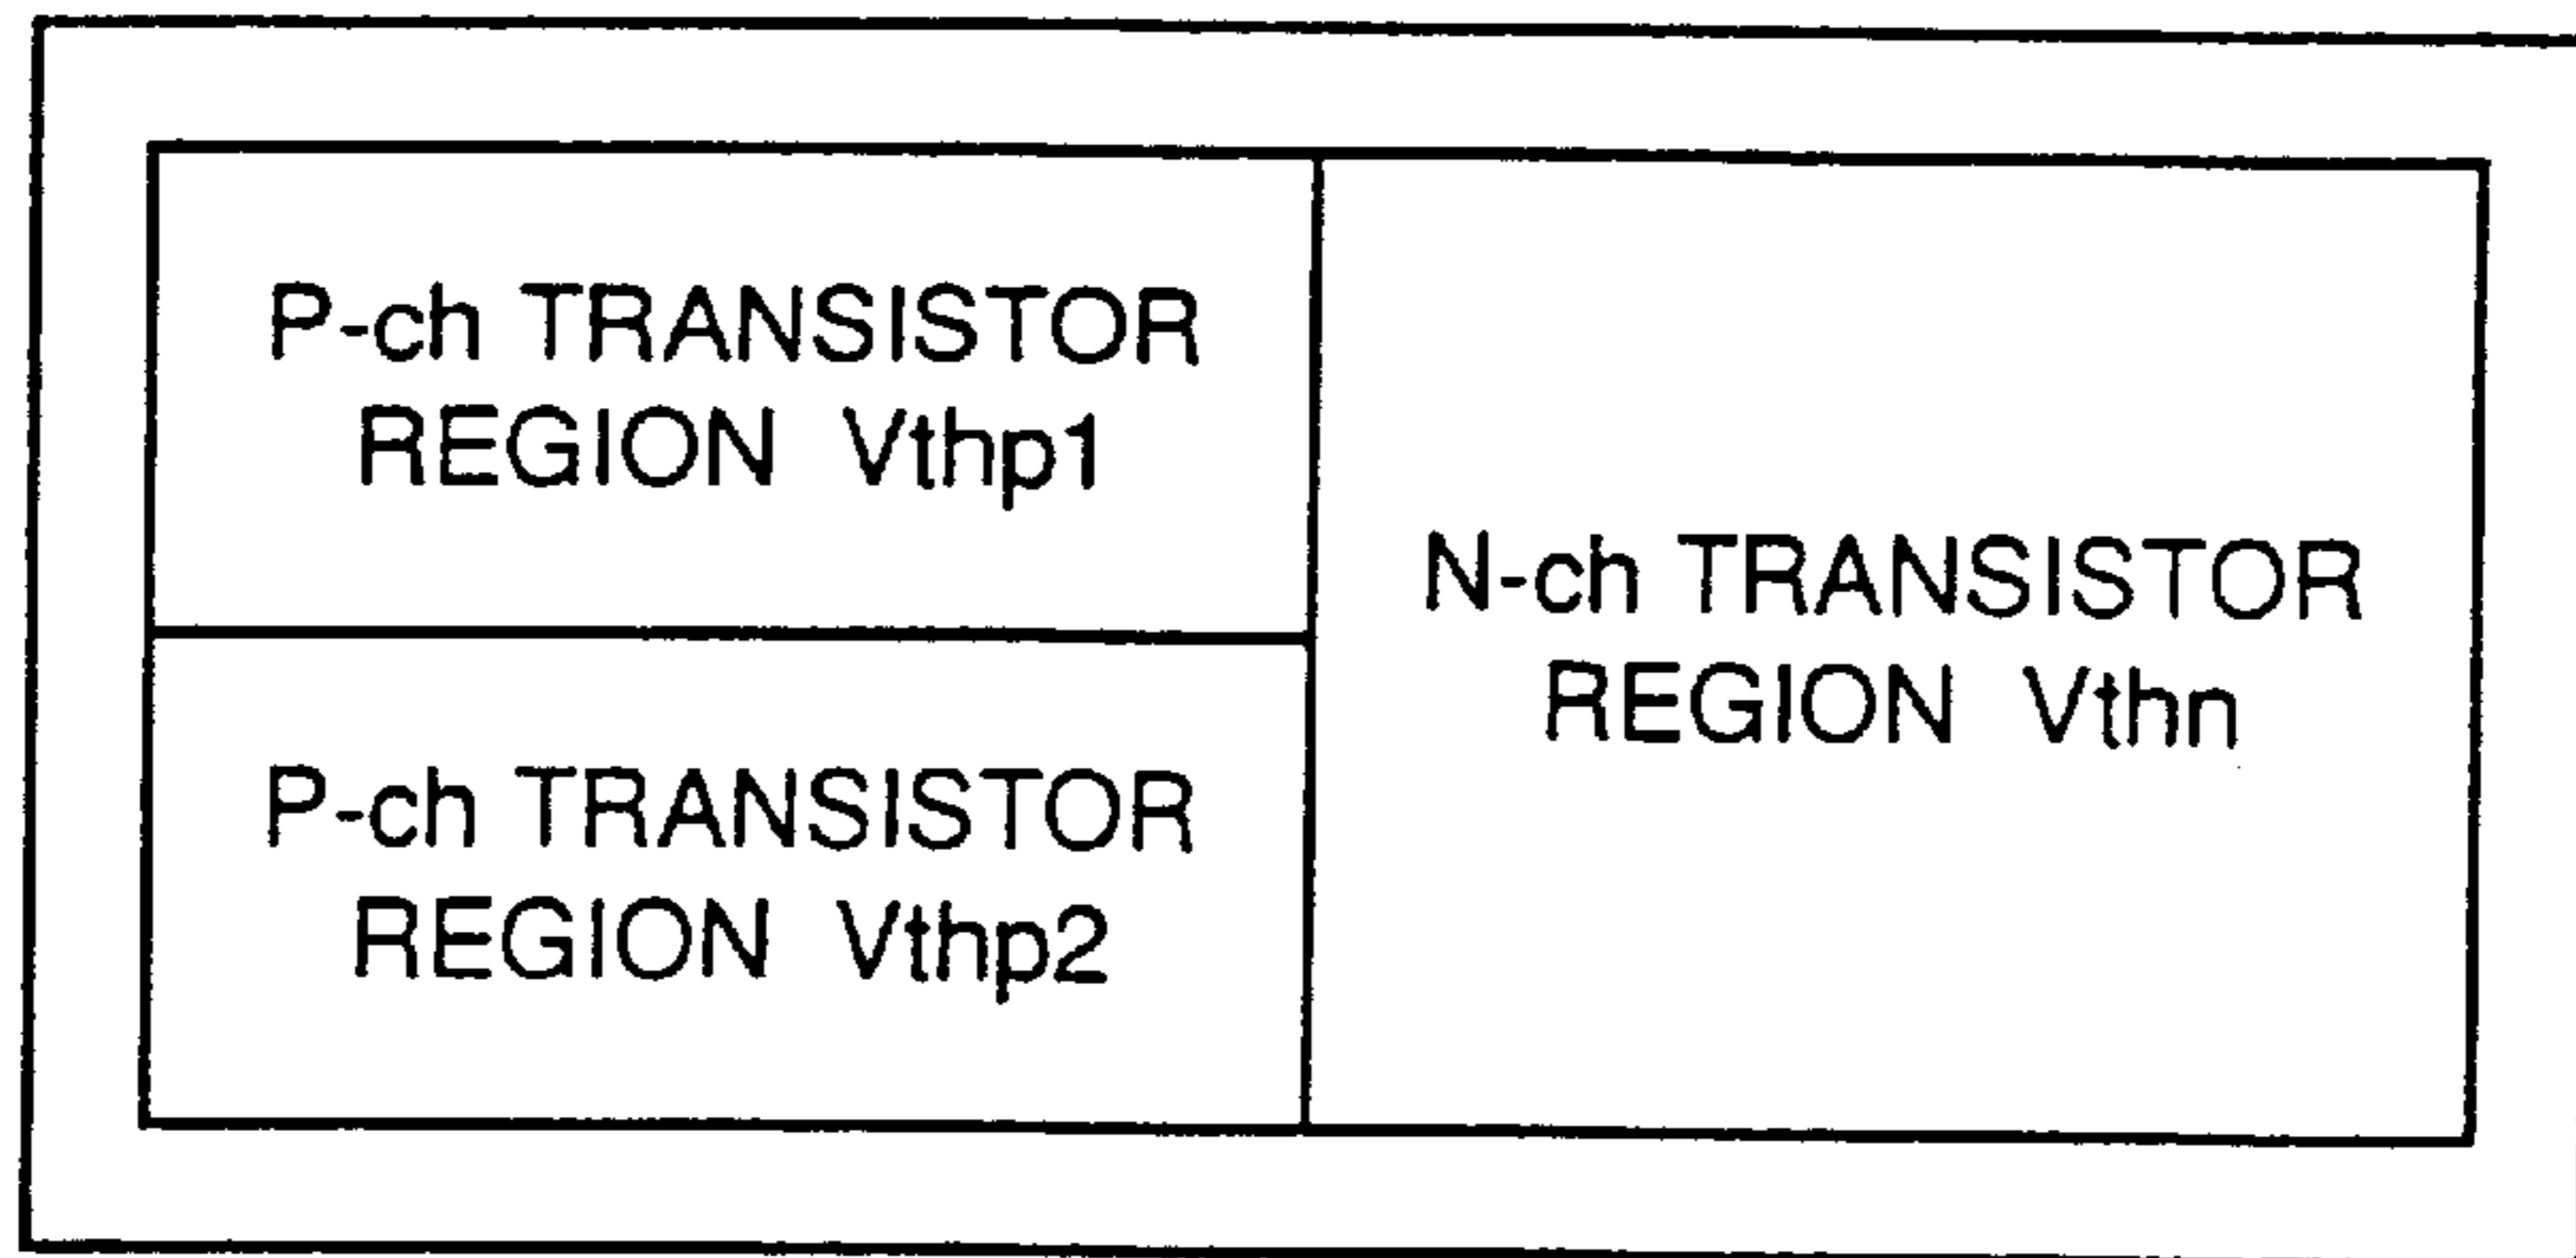 P-ch TRANSISTOR
REGION Vthp1
P-ch TRANSISTOR
REGION Vthp2
N-ch TRANSISTOR
REGION Vthn